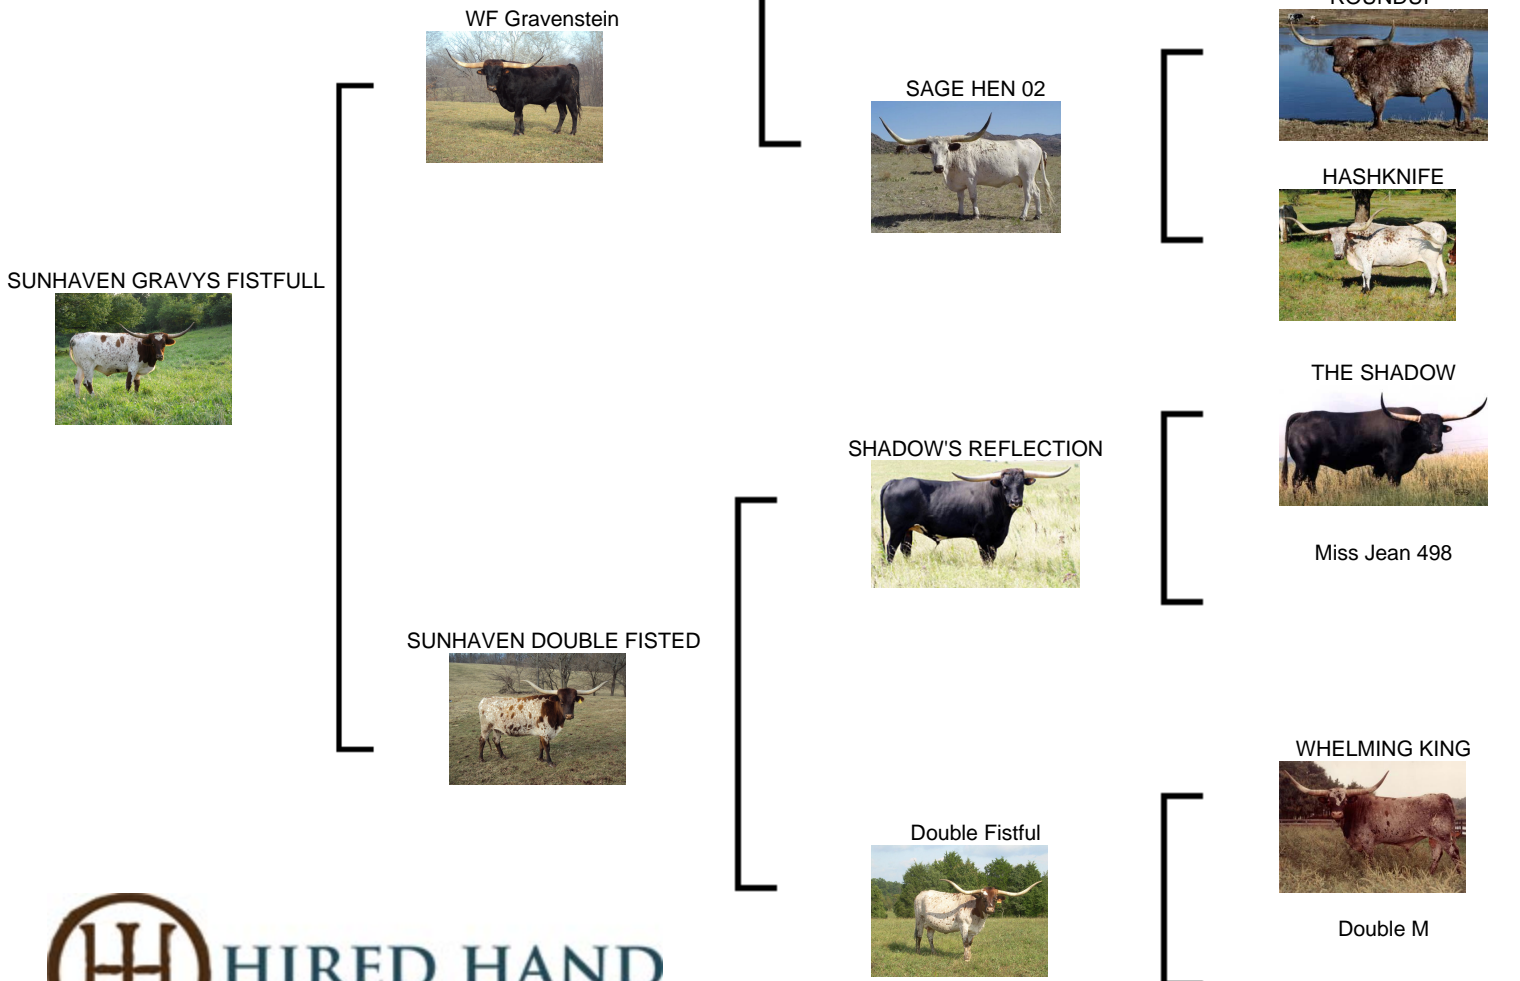 WF Gravenstein
SAGE HEN 02
HASHKNIFE
SUNHAVEN GRAVYS FISTFULL
THE SHADOW
SHADOW'S REFLECTION
Miss Jean 498
SUNHAVEN DOUBLE FISTED
WHELMING KING
Double Fistful
Double M
HIRED HAND